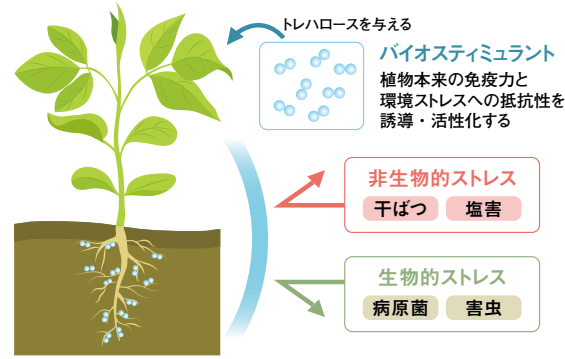 トレハロースを与える
バイオスティミュラント
植物本来の免疫力と
環境ストレスへの抵抗性を
誘導・活性化する
非生物的ストレス
干ばつ 塩害
生物的ストレス
病原菌 害虫